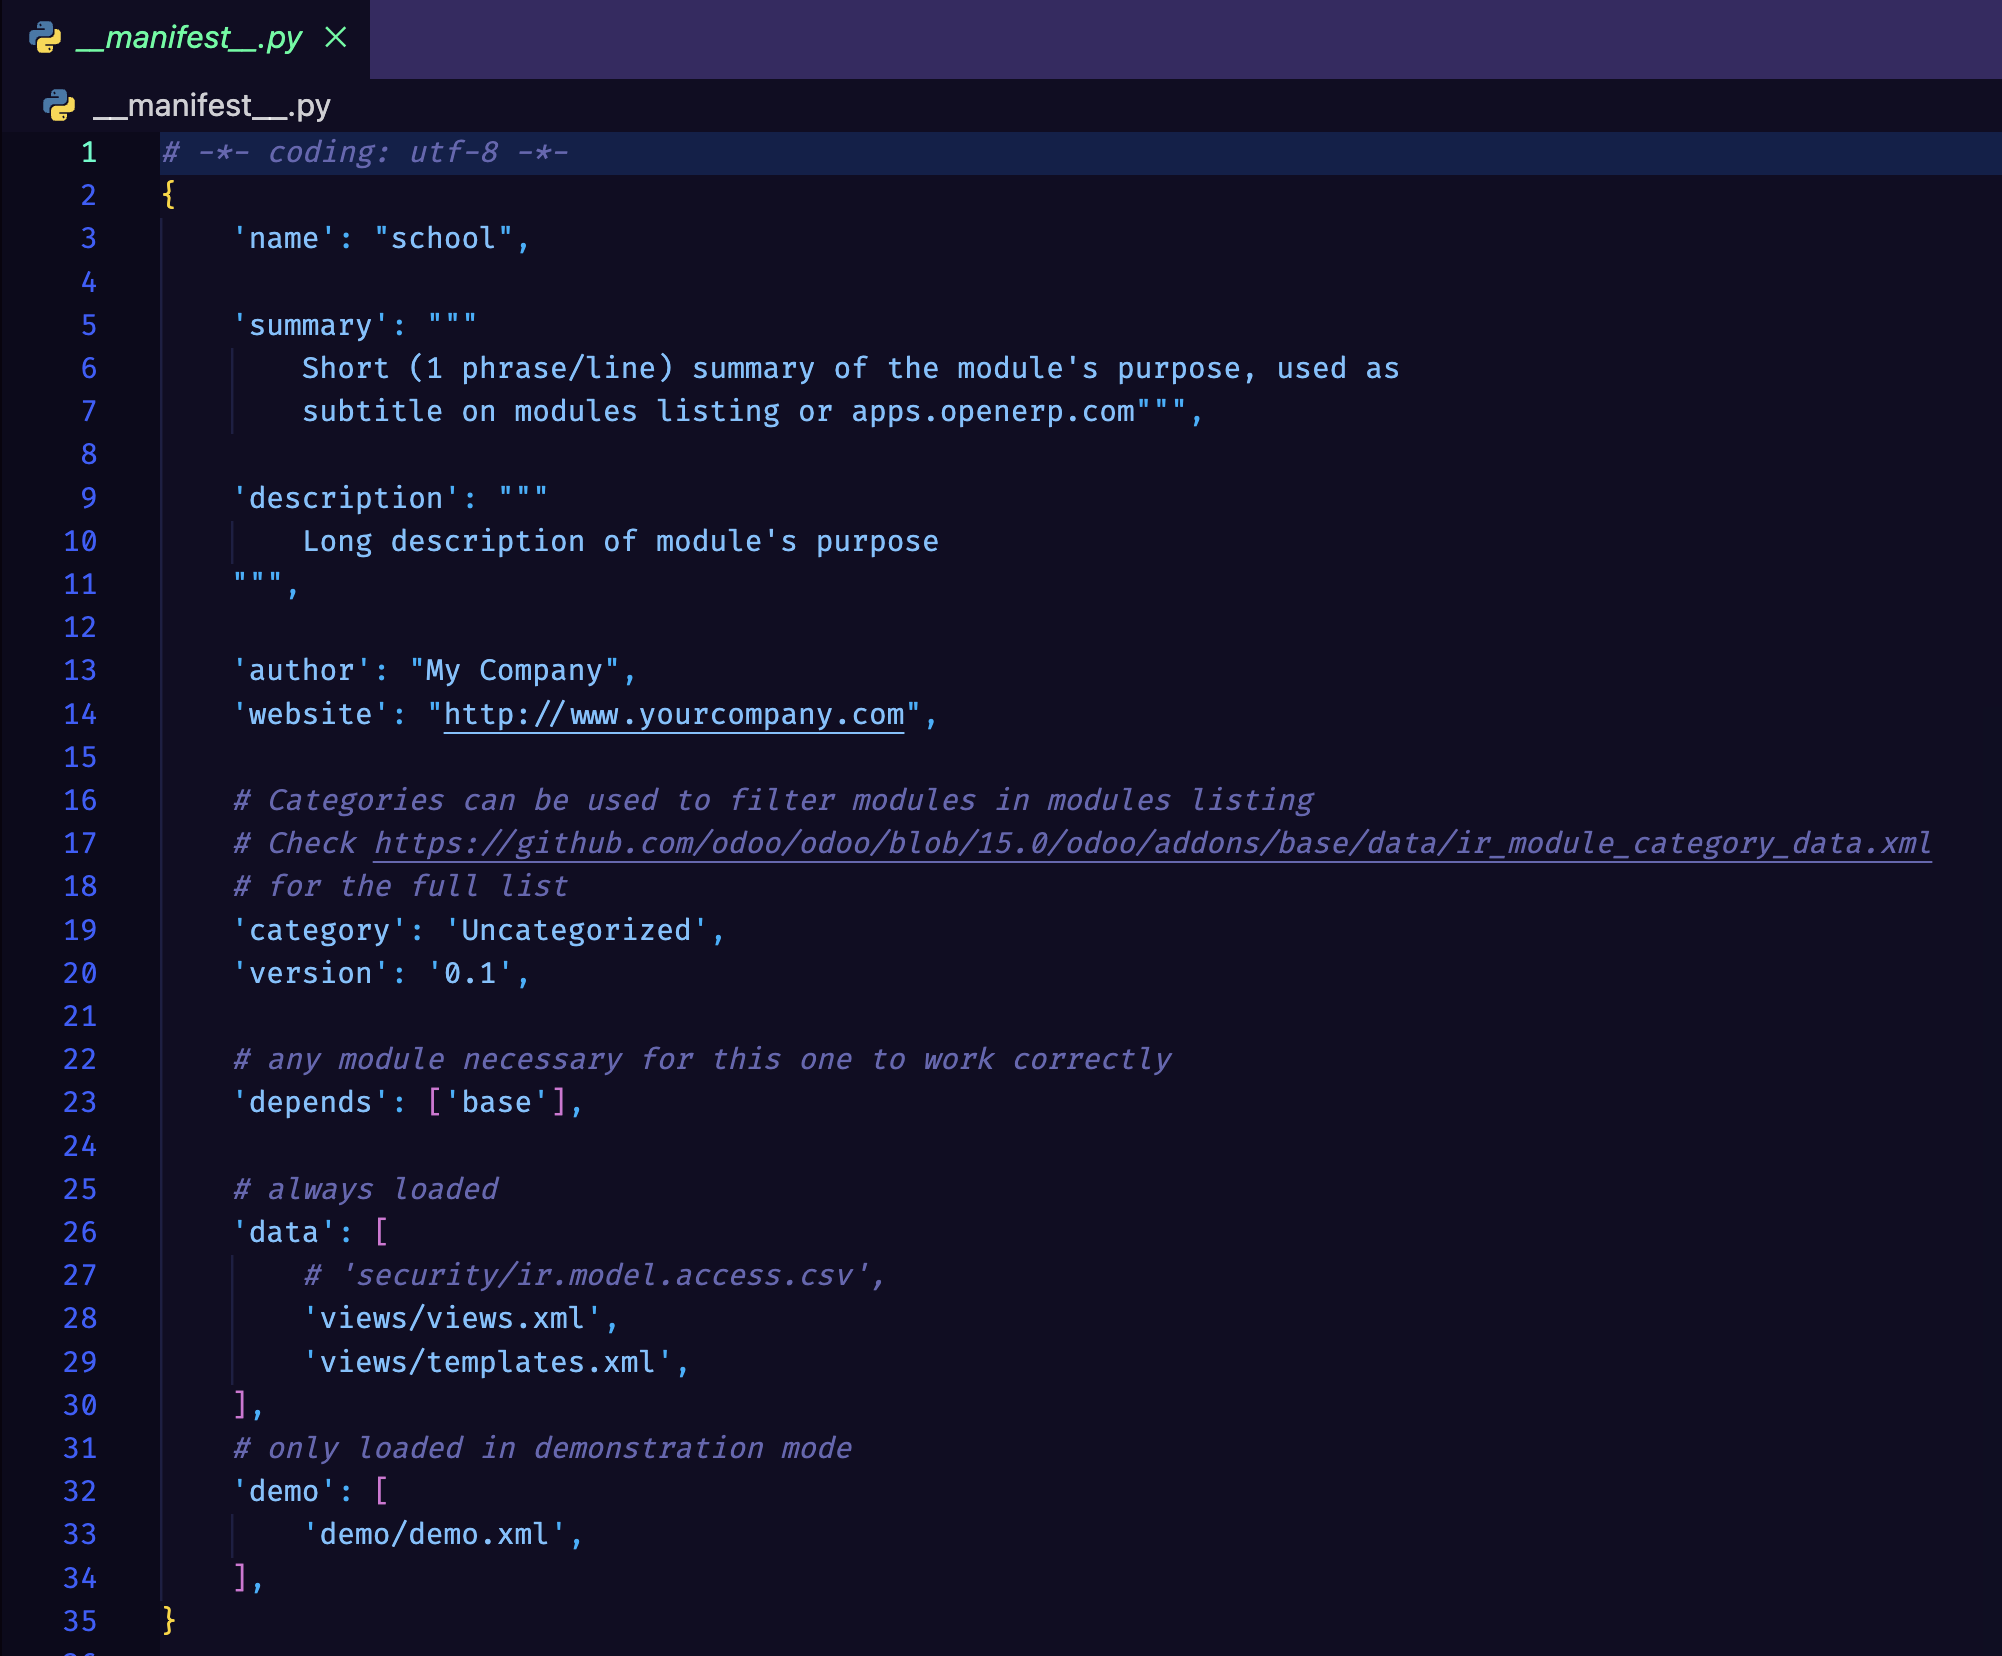 __manifest__.py
__manifest__.py
1 # -*- coding: utf-8 -*-
2 {
3     'name': "school",
4
5     'summary': """
6         Short (1 phrase/line) summary of the module's purpose, used as
7         subtitle on modules listing or apps.openerp.com""",
8
9     'description': """
10         Long description of module's purpose
11     """,
12
13     'author': "My Company",
14     'website': "http://www.yourcompany.com",
15
16     # Categories can be used to filter modules in modules listing
17     # Check https://github.com/odoo/odoo/blob/15.0/odoo/addons/base/data/ir_module_category_data.xml
18     # for the full list
19     'category': 'Uncategorized',
20     'version': '0.1',
21
22     # any module necessary for this one to work correctly
23     'depends': ['base'],
24
25     # always loaded
26     'data': [
27         # 'security/ir.model.access.csv',
28         'views/views.xml',
29         'views/templates.xml',
30     ],
31     # only loaded in demonstration mode
32     'demo': [
33         'demo/demo.xml',
34     ],
35 }